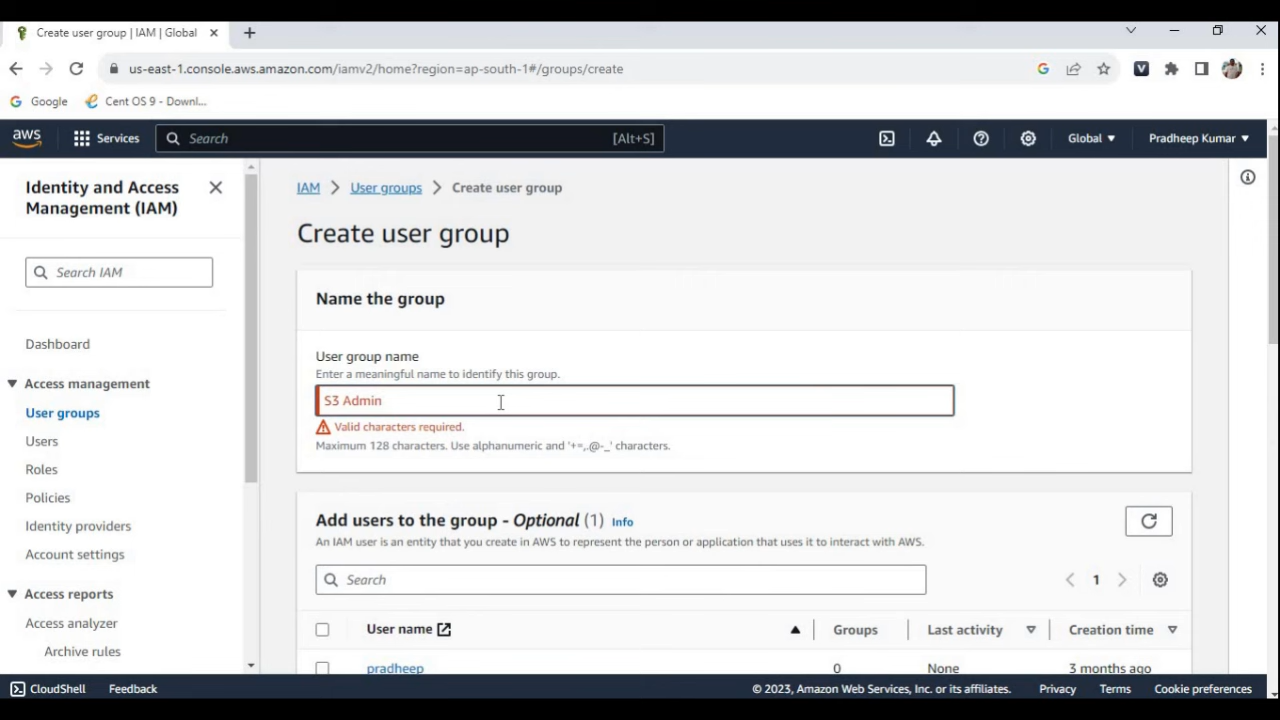 Create user group | IAM | Global
us-east-1.console.aws.amazon.com/iamv2/home?region=ap-south-1#/groups/create
Google
Cent OS 9 - Downl...
aws
Services
Search
[Alt+S]
Global
Pradheep Kumar
Identity and Access
Management (IAM)
Search IAM
Dashboard
Access management
User groups
Users
Roles
Policies
Identity providers
Account settings
Access reports
Access analyzer
Archive rules
IAM > User groups > Create user group
Create user group
Name the group
User group name
Enter a meaningful name to identify this group.
S3 Admin
Valid characters required.
Maximum 128 characters. Use alphanumeric and '+=,.@-_' characters.
Add users to the group - Optional (1) Info
An IAM user is an entity that you create in AWS to represent the person or application that uses it to interact with AWS.
Search
1
User name
Groups
Last activity
Creation time
pradheep
0
None
3 months ago
CloudShell
Feedback
© 2023, Amazon Web Services, Inc. or its affiliates.
Privacy
Terms
Cookie preferences